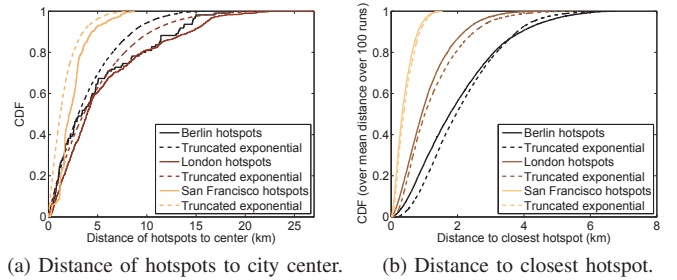 1
0.8
0.6
0.4
0.2
0
CDF
0 5 10 15 20 25
Distance of hotspots to center (km)
Berlin hotspots
Truncated exponential
London hotspots
Truncated exponential
San Francisco hotspots
Truncated exponential
(a) Distance of hotspots to city center.
1
0.8
0.6
0.4
0.2
0
CDF (over mean distance over 100 runs)
0 2 4 6 8
Distance to closest hotspot (km)
Berlin hotspots
Truncated exponential
London hotspots
Truncated exponential
San Francisco hotspots
Truncated exponential
(b) Distance to closest hotspot.